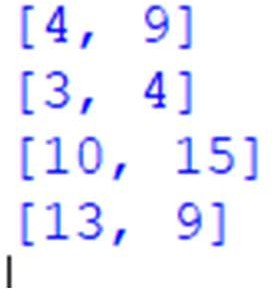 [4, 9]
[3, 4]
[10, 15]
[13, 9]